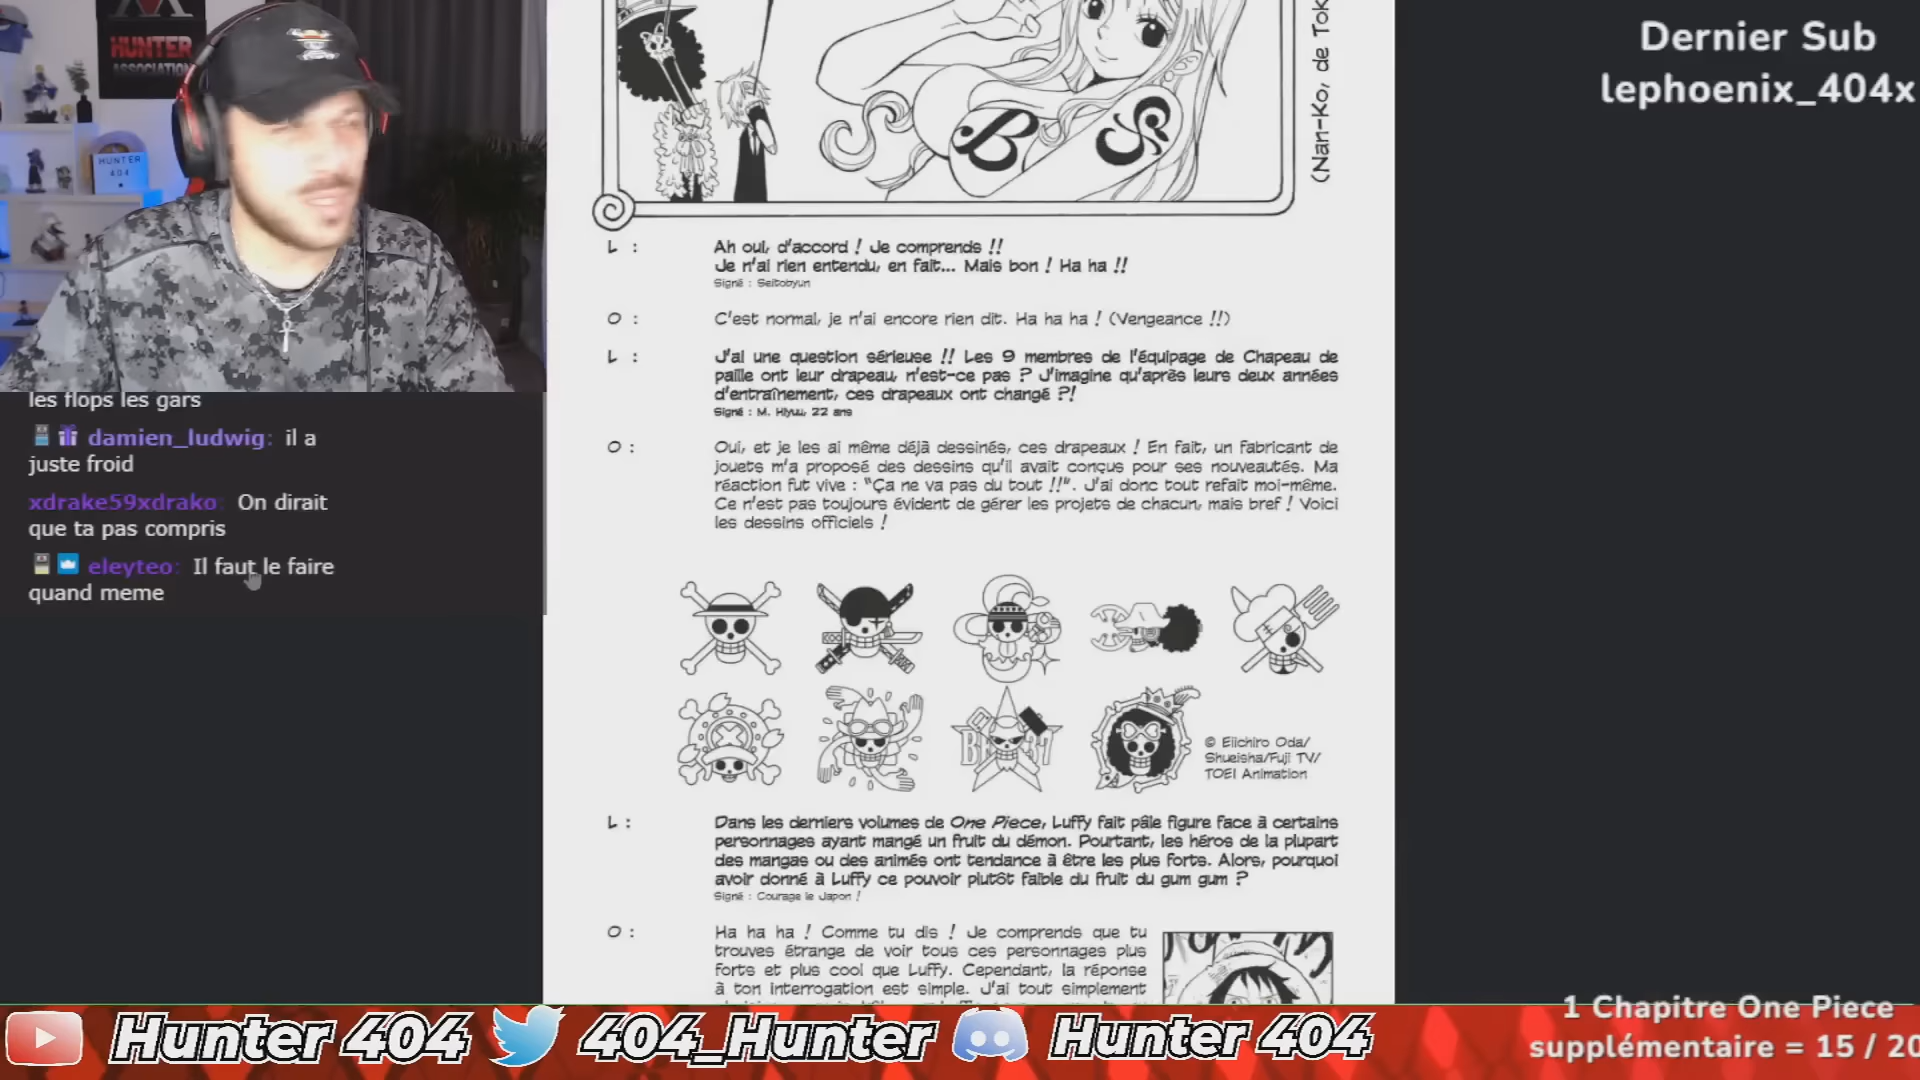 HUNTER
ASSOCIATION
HUNTER
404
les flops les gars
damien_ludwig: il a
juste froid
xdrake59xdrako: On dirait
que ta pas compris
eleyteo: Il faut le faire
quand meme
B S
(Nan-Ko, de Tok
L : Ah oui, d'accord ! Je comprends !!
Je n'ai rien entendu, en fait... Mais bon ! Ha ha !!
Signé : Seitobyun
O : C'est normal, je n'ai encore rien dit. Ha ha ha ! (Vengeance !!)
L : J'ai une question sérieuse !! Les 9 membres de l'équipage de Chapeau de
paille ont leur drapeau, n'est-ce pas ? J'imagine qu'après leurs deux années
d'entraînement, ces drapeaux ont changé ?!
Signé : M. Hiyuu, 22 ans
O : Oui, et je les ai même déjà dessinés, ces drapeaux ! En fait, un fabricant de
jouets m'a proposé des dessins qu'il avait conçus pour ses nouveautés. Ma
réaction fut vive : "Ça ne va pas du tout !!". J'ai donc tout refait moi-même.
Ce n'est pas toujours évident de gérer les projets de chacun, mais bref ! Voici
les dessins officiels !
© Eiichiro Oda/
Shueisha/Fuji TV/
TOEI Animation
L : Dans les derniers volumes de One Piece, Luffy fait pâle figure face à certains
personnages ayant mangé un fruit du démon. Pourtant, les héros de la plupart
des mangas ou des animés ont tendance à être les plus forts. Alors, pourquoi
avoir donné à Luffy ce pouvoir plutôt faible du fruit du gum gum ?
Signé : Courage le Japon !
O : Ha ha ha ! Comme tu dis ! Je comprends que tu
trouves étrange de voir tous ces personnages plus
forts et plus cool que Luffy. Cependant, la réponse
à ton interrogation est simple. J'ai tout simplement
Dernier Sub
lephoenix_404x
Hunter 404
404_Hunter
Hunter 404
1 Chapitre One Piece
supplémentaire = 15 / 20